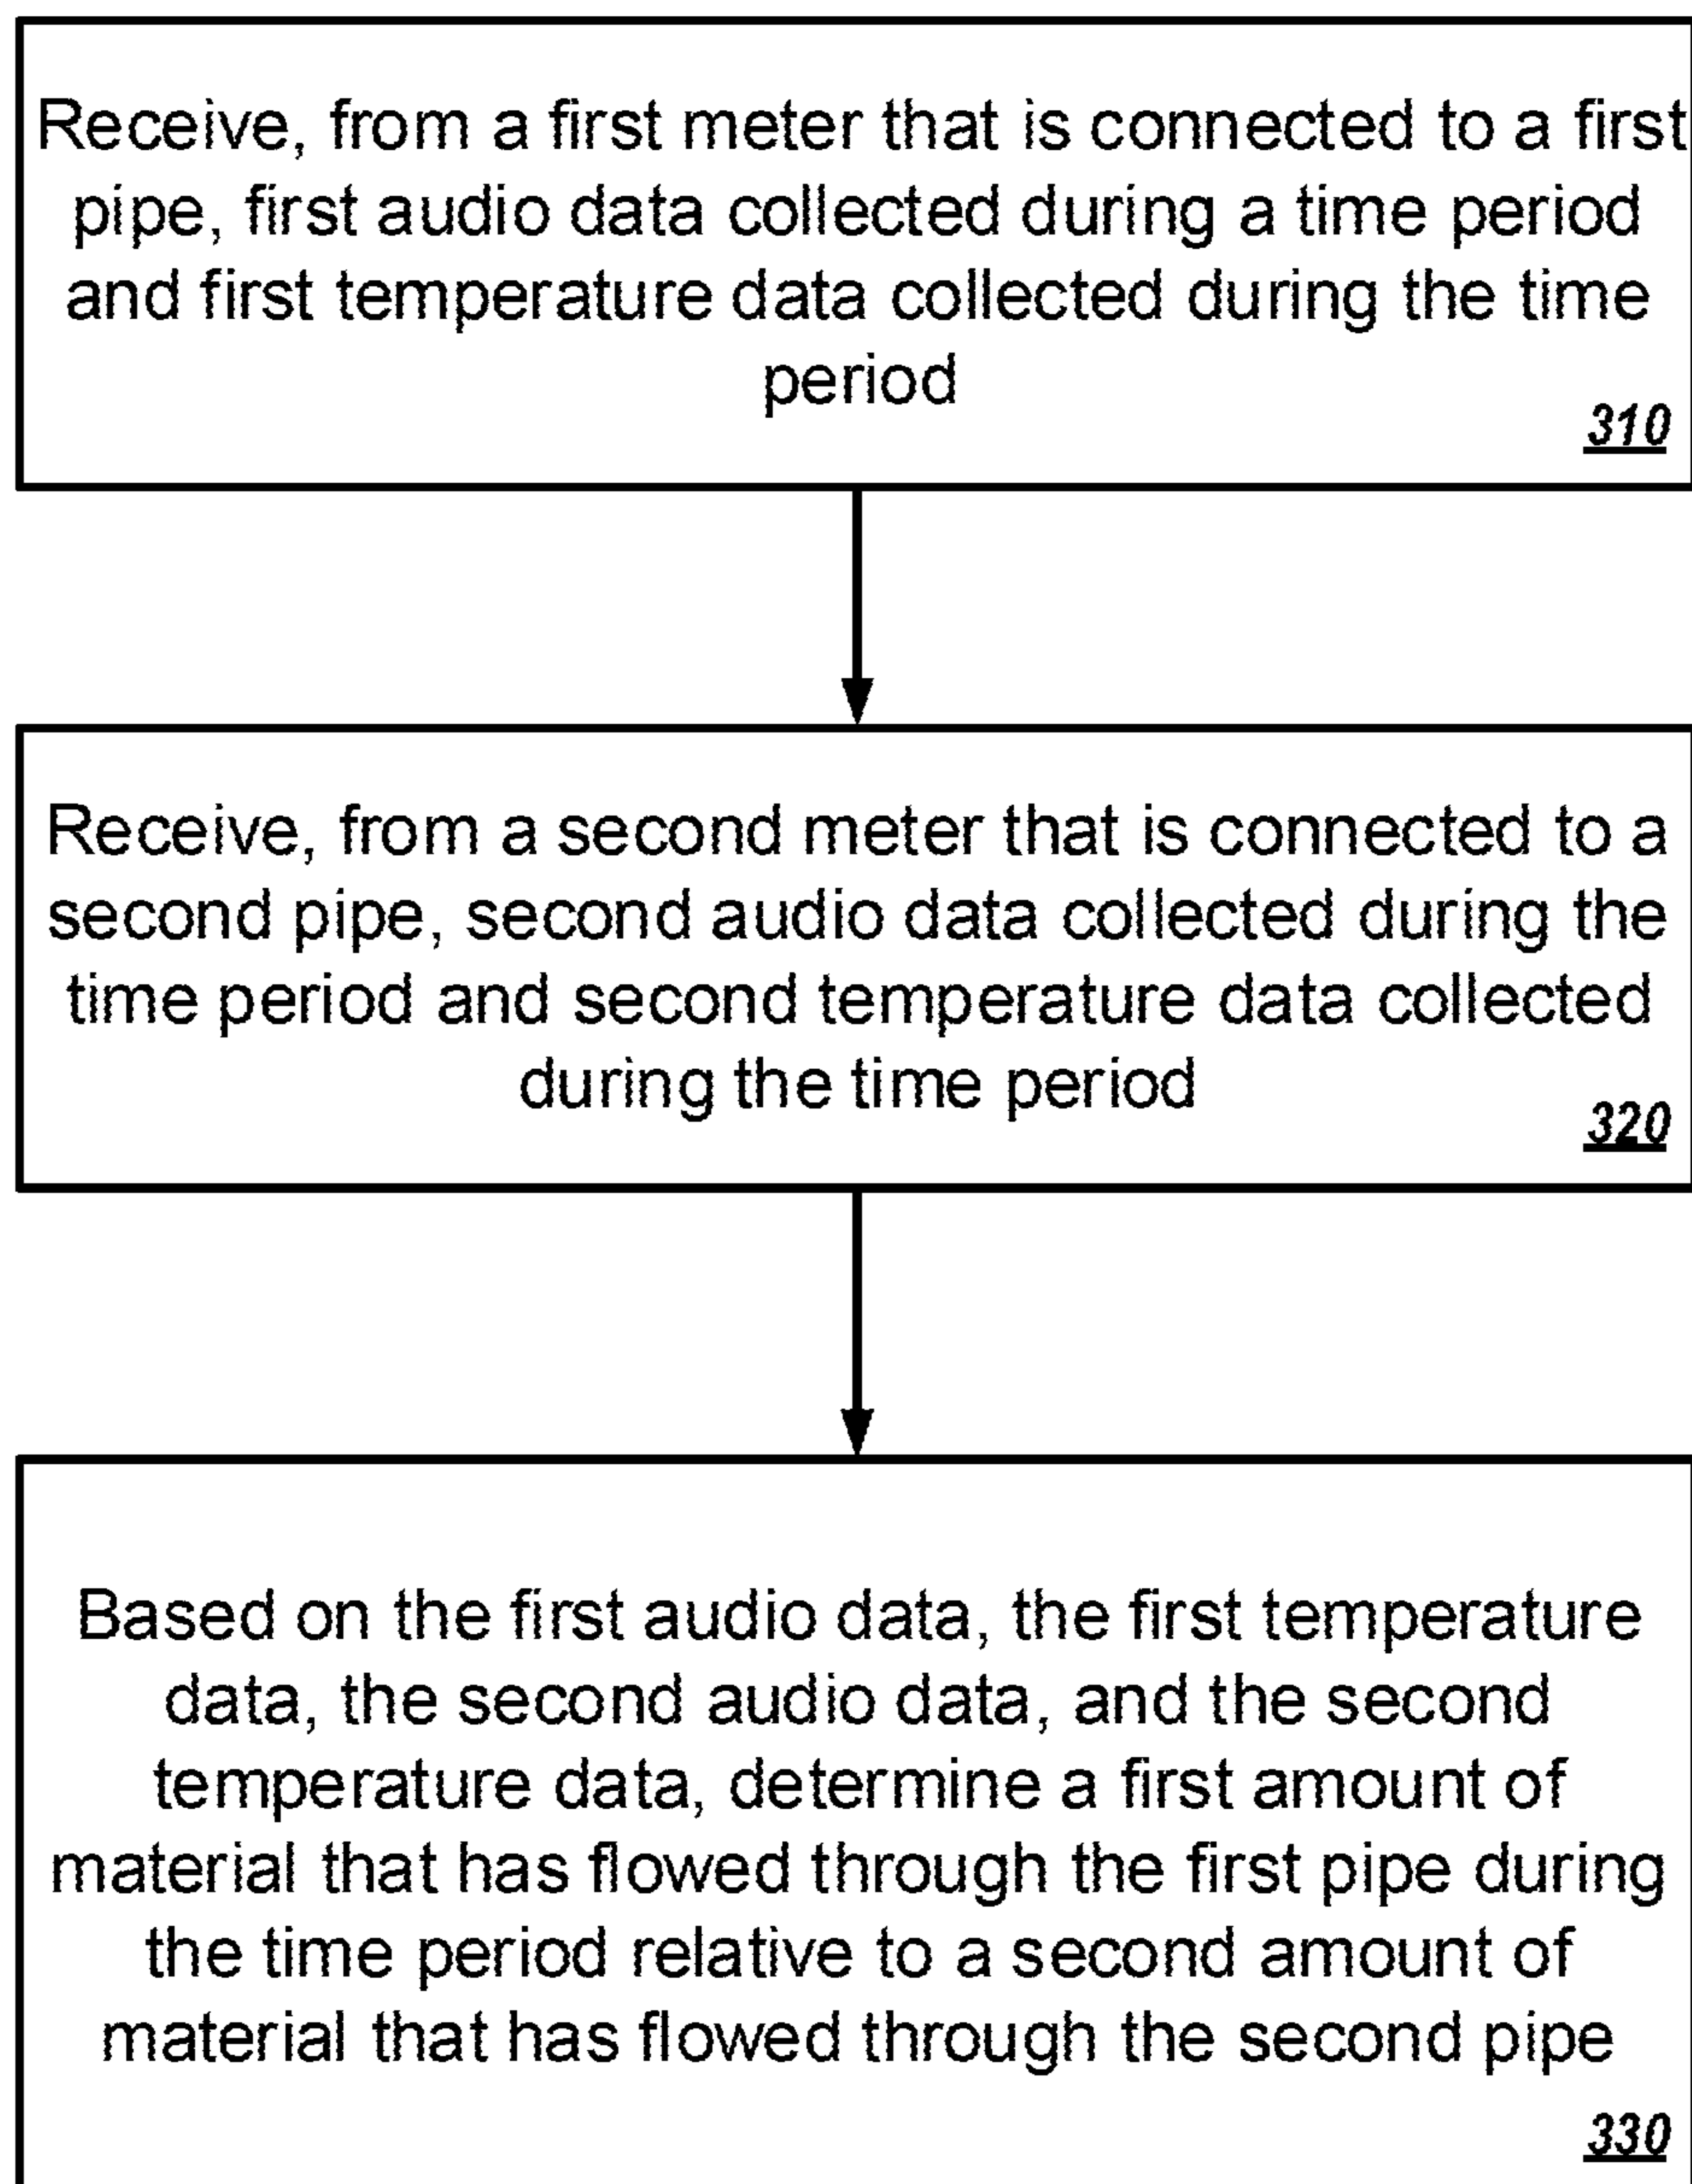 Receive, from a first meter that is connected to a first
pipe, first audio data collected during a time period
and first temperature data collected during the time
period
310
Receive, from a second meter that is connected to a
second pipe, second audio data collected during the
time period and second temperature data collected
during the time period
320
Based on the first audio data, the first temperature
data, the second audio data, and the second
temperature data, determine a first amount of
material that has flowed through the first pipe during
the time period relative to a second amount of
material that has flowed through the second pipe
330